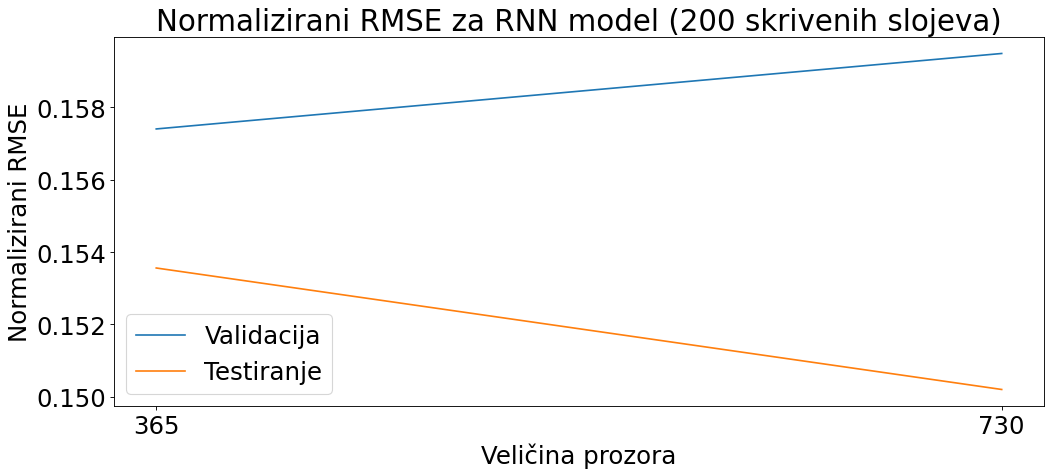 Normalizirani RMSE za RNN model (200 skrivenih slojeva)
Normalizirani RMSE
0.158
0.156
0.154
0.152
0.150
Validacija
Testiranje
365
730
Veličina prozora